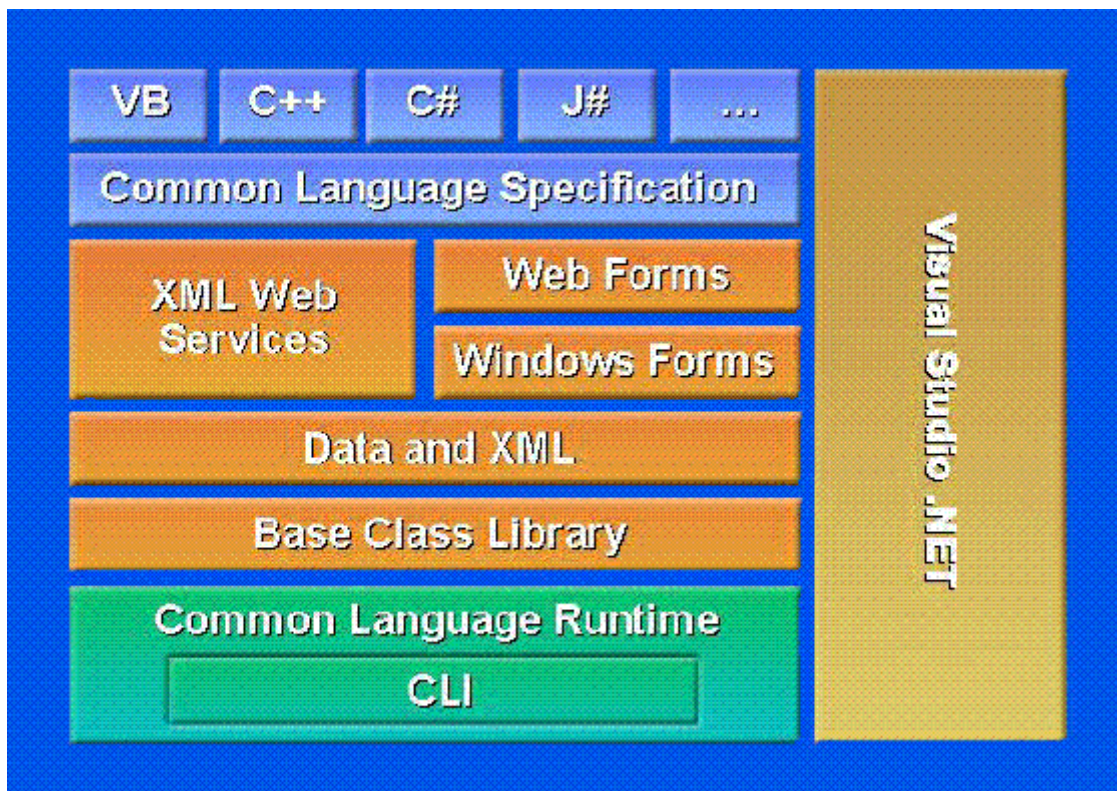 VB
C++
C#
J#
...
Common Language Specification
XML Web
Services
Web Forms
Windows Forms
Data and XML
Base Class Library
Common Language Runtime
CLI
Visual Studio .NET